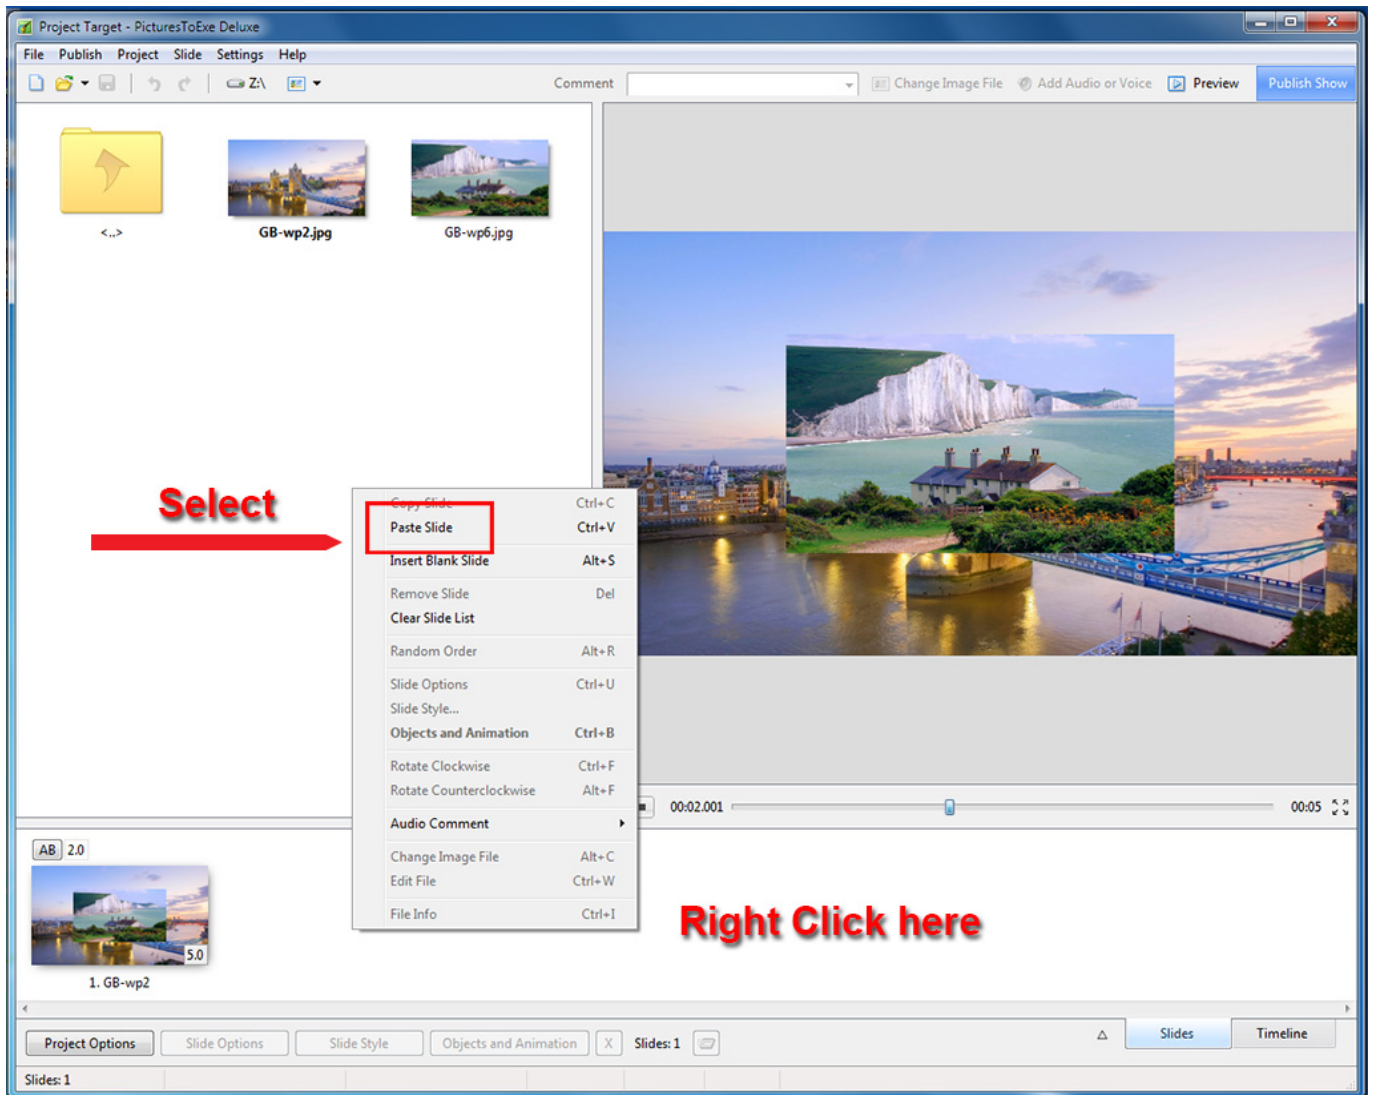 Project Target - PicturesToExe Deluxe
File Publish Project Slide Settings Help
Z:\ Comment Change Image File Add Audio or Voice Preview Publish Show
<..> GB-wp2.jpg GB-wp6.jpg
Select
Copy Slide Ctrl+C
Paste Slide Ctrl+V
Insert Blank Slide Alt+S
Remove Slide Del
Clear Slide List
Random Order Alt+R
Slide Options Ctrl+U
Slide Style...
Objects and Animation Ctrl+B
Rotate Clockwise Ctrl+F
Rotate Counterclockwise Alt+F
Audio Comment
Change Image File Alt+C
Edit File Ctrl+W
File Info Ctrl+I
00:02.001 00:05
AB 2.0
5.0
1. GB-wp2
Right Click here
Project Options Slide Options Slide Style Objects and Animation X Slides: 1 Slides Timeline
Slides: 1